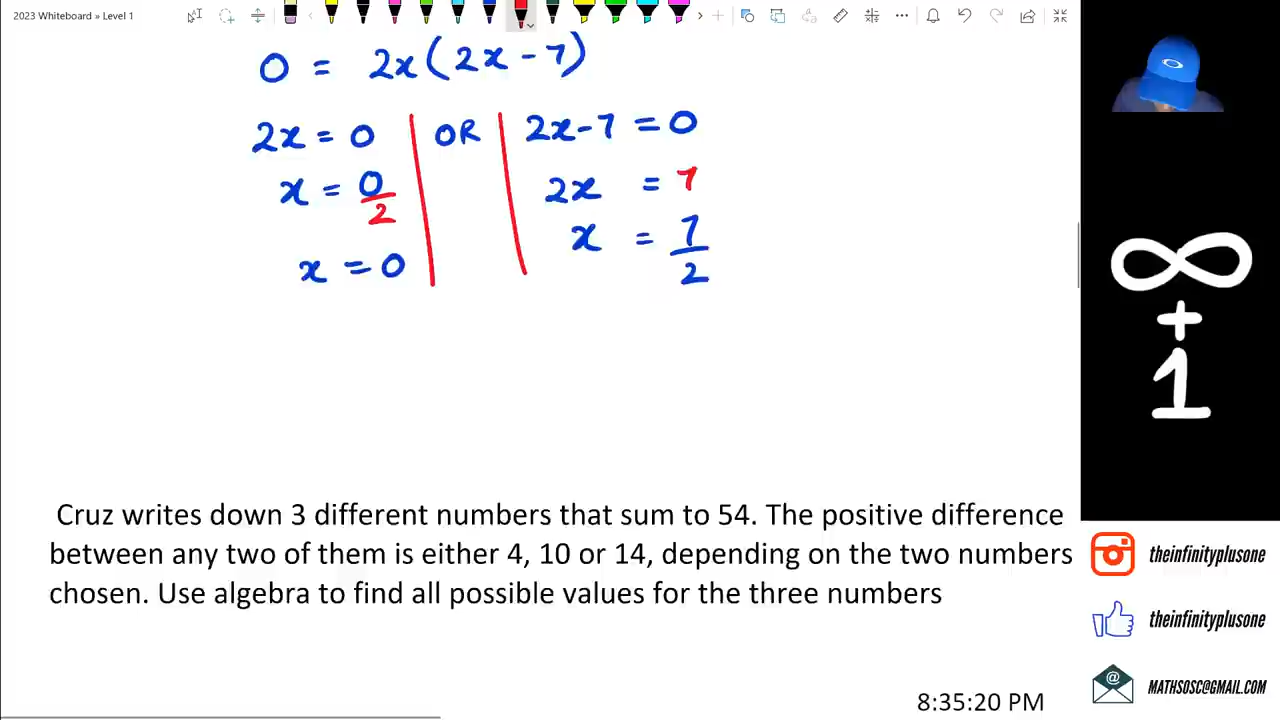 2023 Whiteboard » Level 1
0 = 2x(2x-7)
2x = 0 OR 2x-7 = 0
x = 0/2 2x = 7
x = 0 x = 7/2
∞
+
1
Cruz writes down 3 different numbers that sum to 54. The positive difference
between any two of them is either 4, 10 or 14, depending on the two numbers
chosen. Use algebra to find all possible values for the three numbers
theinfinityplusone
theinfinityplusone
MATHSOSC@GMAIL.COM
8:35:20 PM